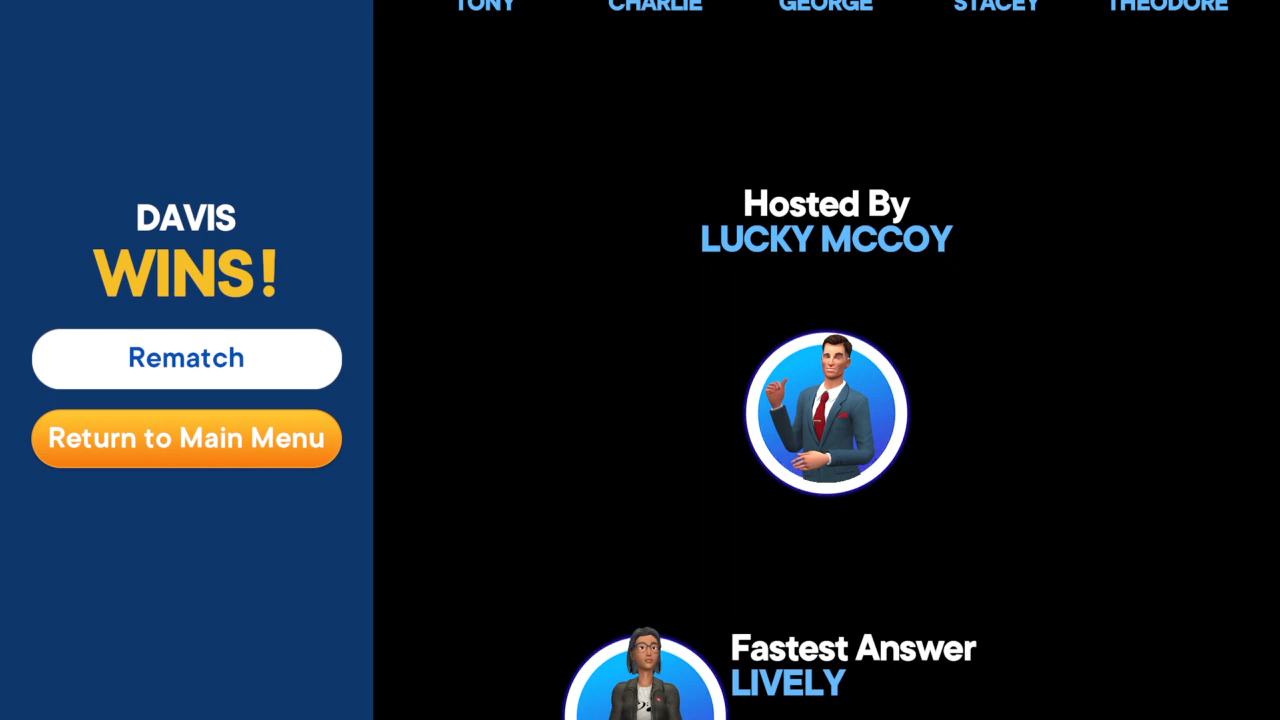 TONY CHARLIE GEORGE STACEY THEODORE
Hosted By
LUCKY MCCOY
DAVIS
WINS!
Rematch
Return to Main Menu
Fastest Answer
LIVELY